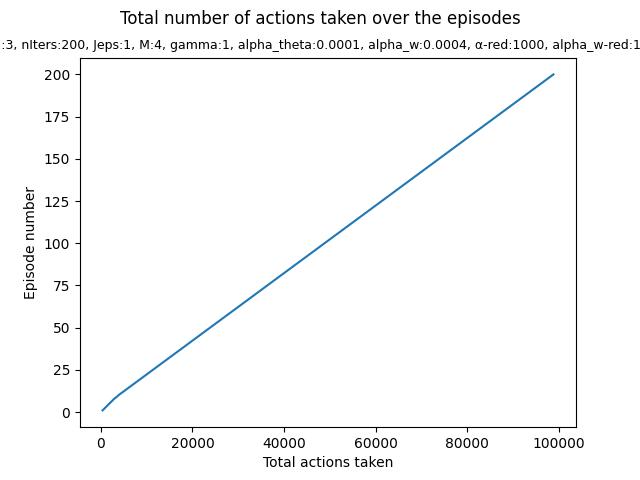 Total number of actions taken over the episodes
:3, nIters:200, Jeps:1, M:4, gamma:1, alpha_theta:0.0001, alpha_w:0.0004, α-red:1000, alpha_w-red:1
200
175
150
125
100
75
50
25
0
Episode number
0 20000 40000 60000 80000 100000
Total actions taken